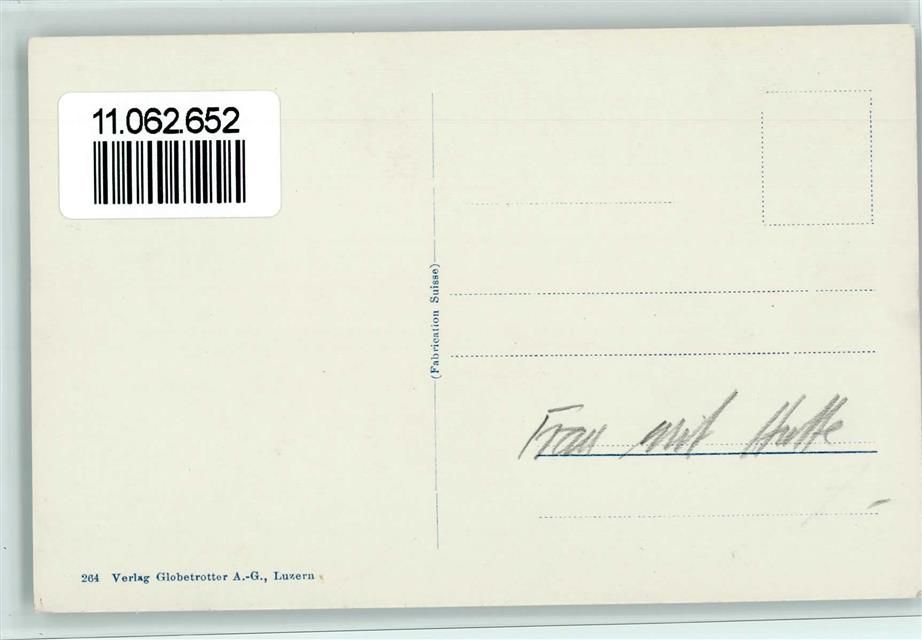 11.062.652
(Fabrication Suisse)
Frau mit Hutte
264 Verlag Globetrotter A.-G., Luzern